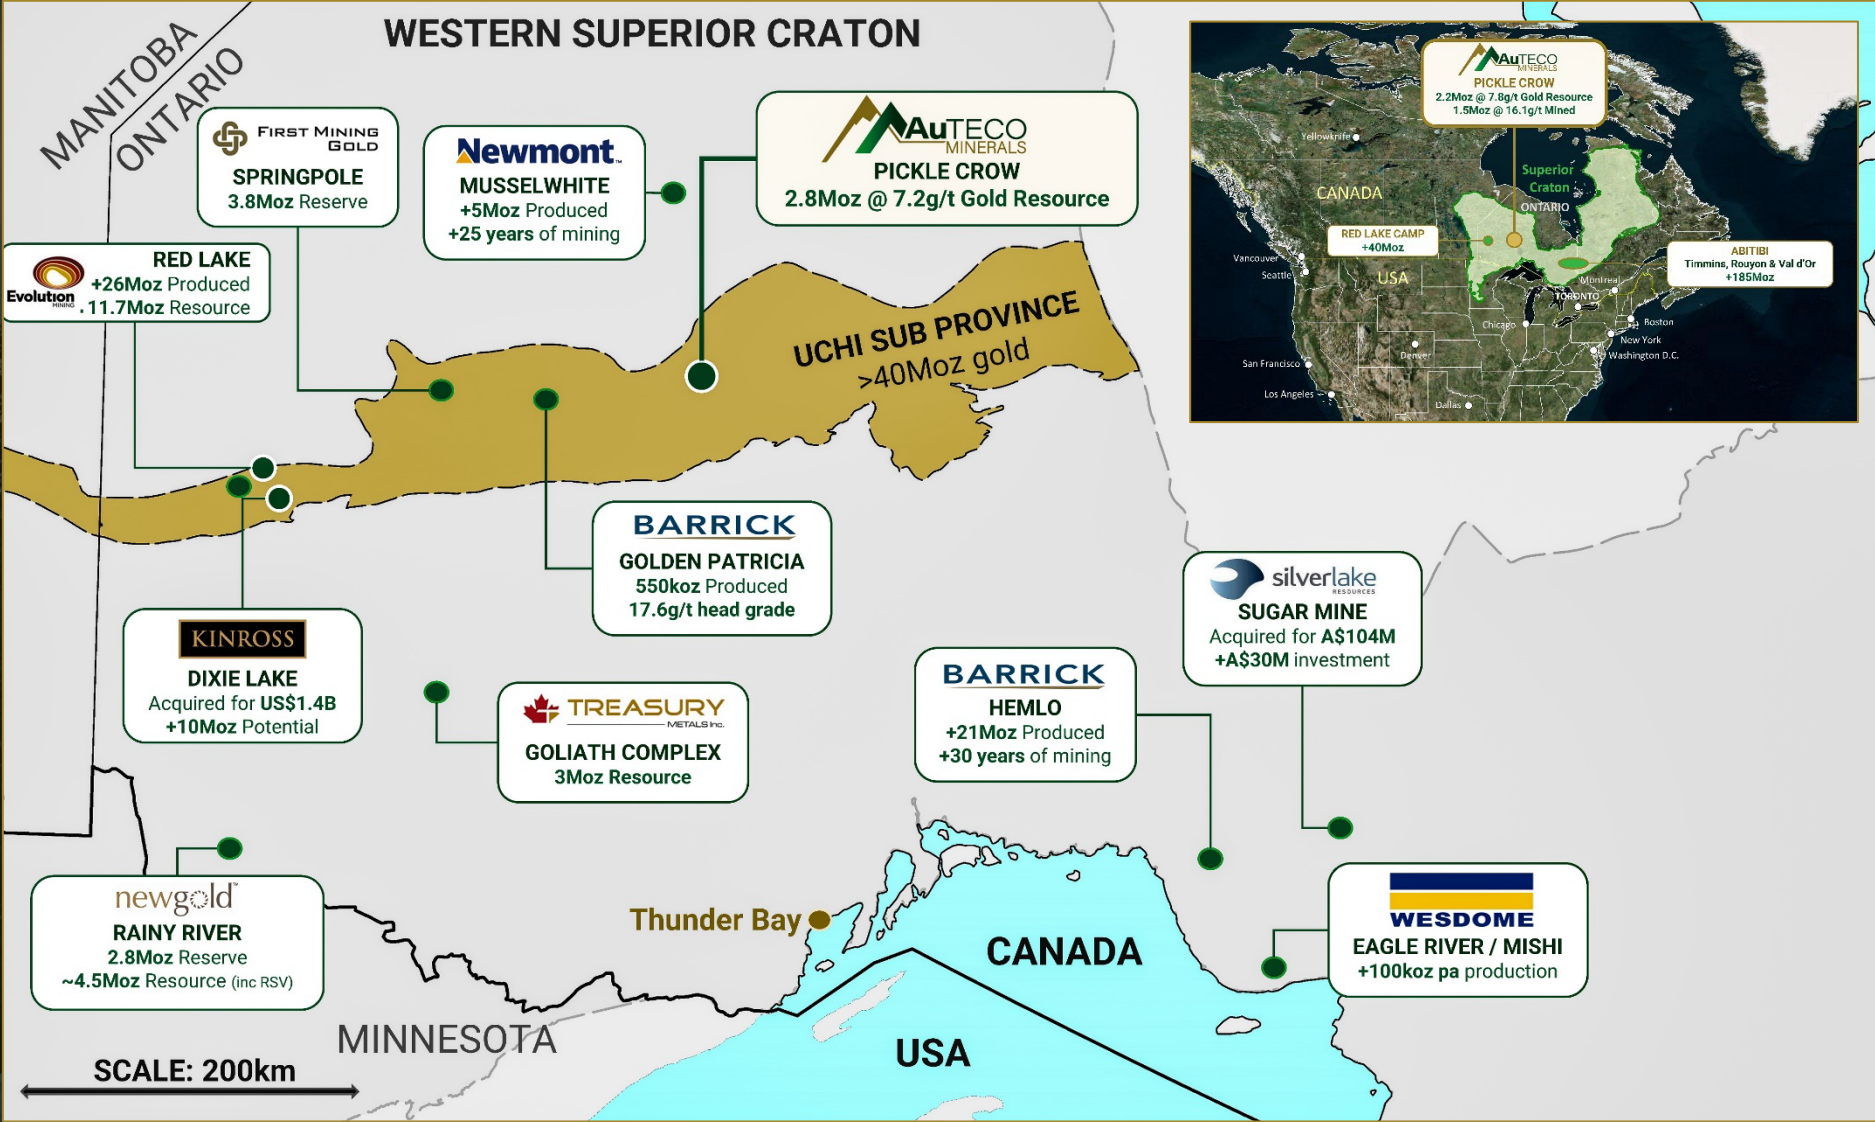 WESTERN SUPERIOR CRATON
MANITOBA
ONTARIO
FIRST MINING
GOLD
SPRINGPOLE
3.8Moz Reserve
Newmont™
MUSSELWHITE
+5Moz Produced
+25 years of mining
AuTECO
MINERALS
PICKLE CROW
2.8Moz @ 7.2g/t Gold Resource
Evolution
MINING
RED LAKE
+26Moz Produced
. 11.7Moz Resource
UCHI SUB PROVINCE
>40Moz gold
BARRICK
GOLDEN PATRICIA
550koz Produced
17.6g/t head grade
KINROSS
DIXIE LAKE
Acquired for US$1.4B
+10Moz Potential
TREASURY
METALS Inc.
GOLIATH COMPLEX
3Moz Resource
BARRICK
HEMLO
+21Moz Produced
+30 years of mining
silverlake
RESOURCES
SUGAR MINE
Acquired for A$104M
+A$30M investment
newgold™
RAINY RIVER
2.8Moz Reserve
~4.5Moz Resource (inc RSV)
WESDOME
EAGLE RIVER / MISHI
+100koz pa production
Thunder Bay
CANADA
USA
MINNESOTA
SCALE: 200km
AuTECO
MINERALS
PICKLE CROW
2.2Moz @ 7.8g/t Gold Resource
1.5Moz @ 16.1g/t Mined
Yellowknife
Superior
Craton
CANADA
ONTARIO
RED LAKE CAMP
+40Moz
ABITIBI
Timmins, Rouyon & Val d'Or
+185Moz
Vancouver
Seattle
USA
Montreal
TORONTO
Chicago
Boston
New York
Washington D.C.
Denver
San Francisco
Los Angeles
Dallas